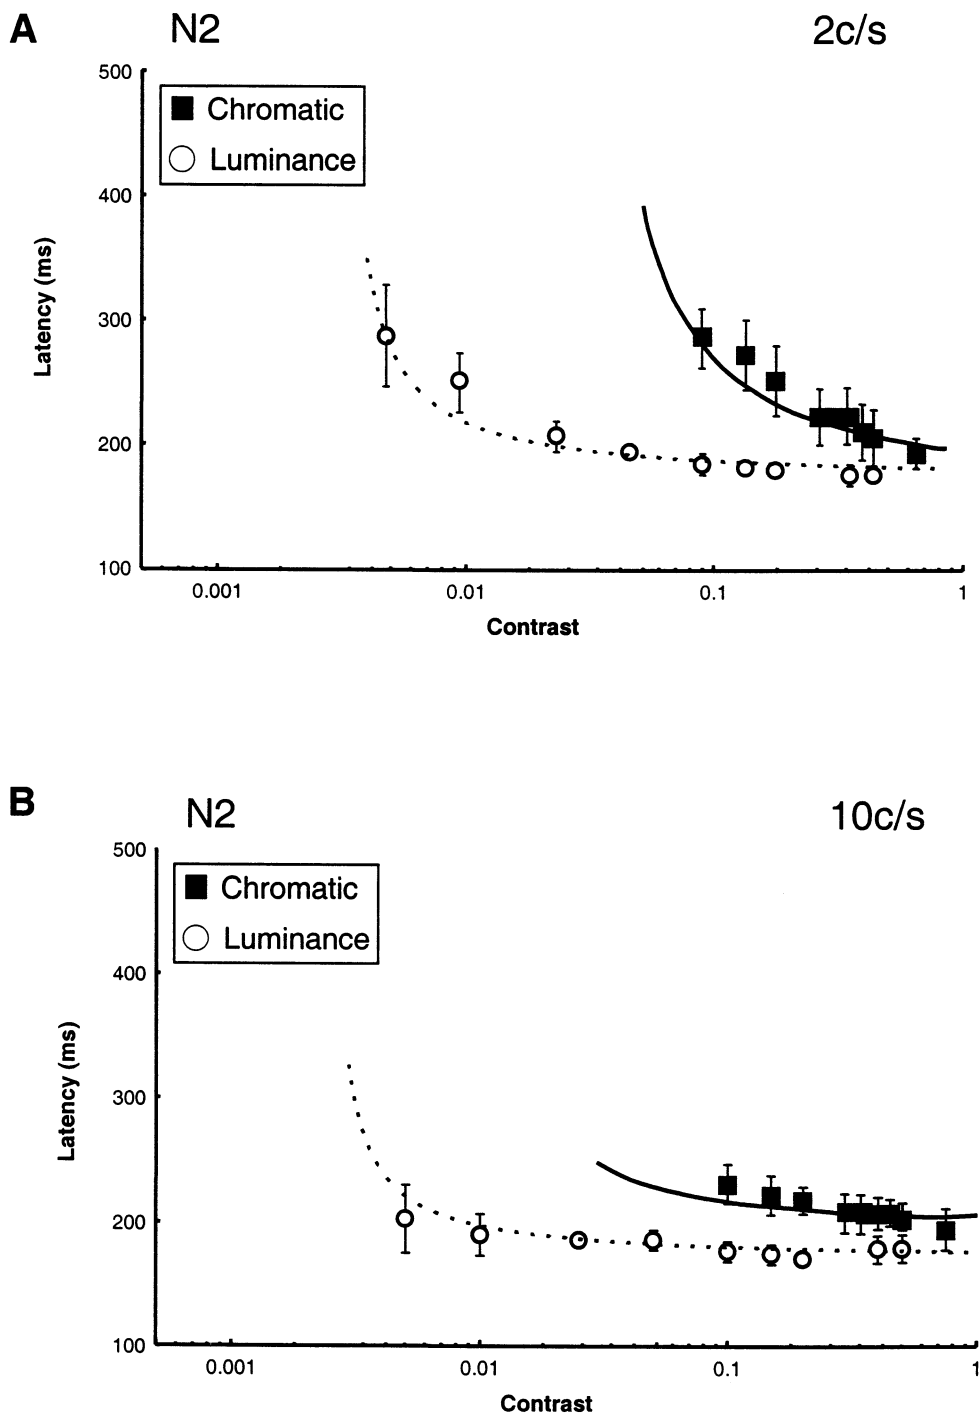 A
N2
2c/s
500
Chromatic
Luminance
400
Latency (ms)
300
200
100
0.001
0.01
0.1
1
Contrast
B
N2
10c/s
500
Chromatic
Luminance
400
Latency (ms)
300
200
100
0.001
0.01
0.1
1
Contrast